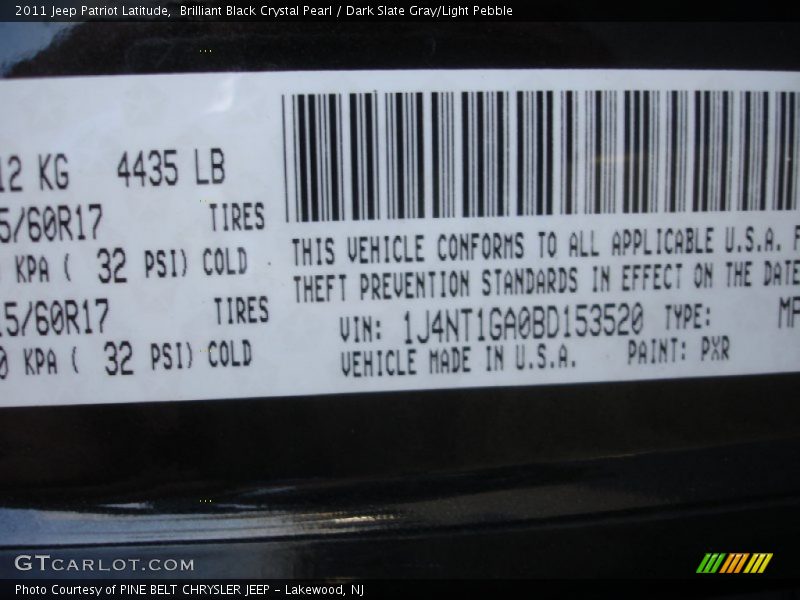 2011 Jeep Patriot Latitude,  Brilliant Black Crystal Pearl / Dark Slate Gray/Light Pebble
12 KG 4435 LB
5/60R17 TIRES
KPA ( 32 PSI) COLD
15/60R17 TIRES
0 KPA ( 32 PSI) COLD
THIS VEHICLE CONFORMS TO ALL APPLICABLE U.S.A. F
THEFT PREVENTION STANDARDS IN EFFECT ON THE DATE
VIN: 1J4NT1GA0BD153520 TYPE: MP
VEHICLE MADE IN U.S.A. PAINT: PXR
GTCARLOT.COM
Photo Courtesy of PINE BELT CHRYSLER JEEP - Lakewood, NJ